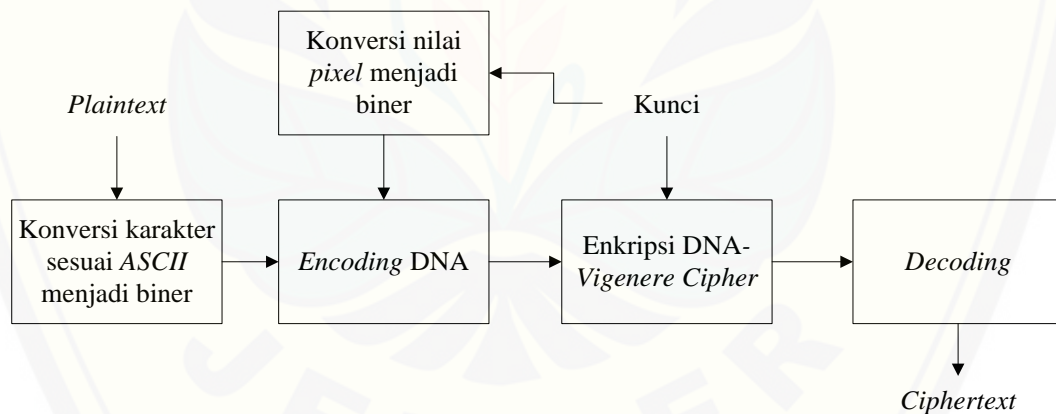 Konversi nilai
pixel menjadi
biner
Plaintext
Kunci
Konversi karakter
sesuai ASCII
menjadi biner
Encoding DNA
Enkripsi DNA-
Vigenere Cipher
Decoding
Ciphertext